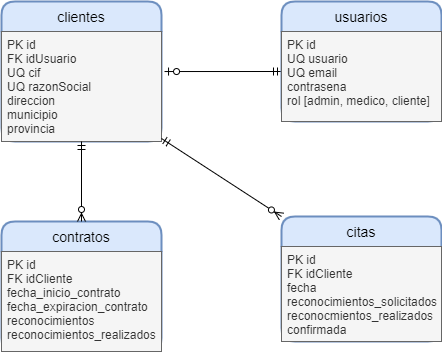 clientes
PK id
FK idUsuario
UQ cif
UQ razonSocial
direccion
municipio
provincia
usuarios
PK id
UQ usuario
UQ email
contrasena
rol [admin, medico, cliente]
contratos
PK id
FK idCliente
fecha_inicio_contrato
fecha_expiracion_contrato
reconocimientos
reconocimientos_realizados
citas
PK id
FK idCliente
fecha
reconocimientos_solicitados
reconocmientos_realizados
confirmada